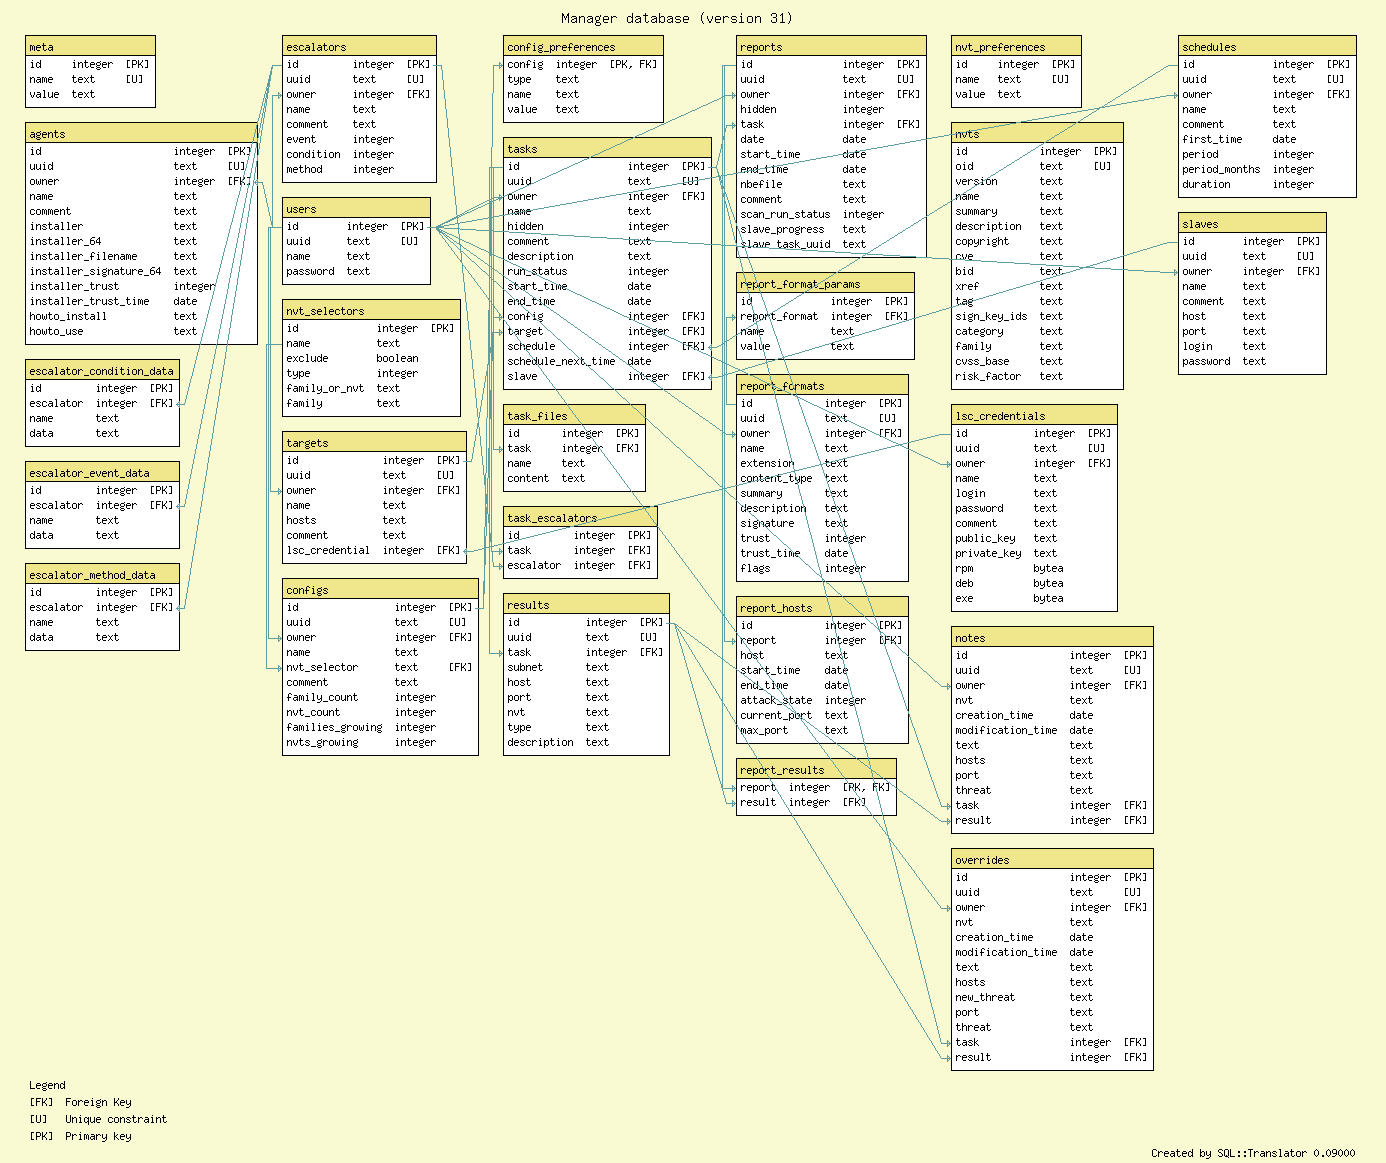 Manager database (version 31)
meta
id integer [PK]
name text [U]
value text
agents
id integer [PK]
uuid text [U]
owner integer [FK]
name text
comment text
installer text
installer_64 text
installer_filename text
installer_signature_64 text
installer_trust integer
installer_trust_time date
howto_install text
howto_use text
escalator_condition_data
id integer [PK]
escalator integer [FK]
name text
data text
escalator_event_data
id integer [PK]
escalator integer [FK]
name text
data text
escalator_method_data
id integer [PK]
escalator integer [FK]
name text
data text
escalators
id integer [PK]
uuid text [U]
owner integer [FK]
name text
comment text
event integer
condition integer
method integer
users
id integer [PK]
uuid text [U]
name text
password text
nvt_selectors
id integer [PK]
name text
exclude boolean
type integer
family_or_nvt text
family text
targets
id integer [PK]
uuid text [U]
owner integer [FK]
name text
hosts text
comment text
lsc_credential integer [FK]
configs
id integer [PK]
uuid text [U]
owner integer [FK]
name text
nvt_selector text [FK]
comment text
family_count integer
nvt_count integer
families_growing integer
nvts_growing integer
config_preferences
config integer [PK, FK]
type text
name text
value text
tasks
id integer [PK]
uuid text [U]
owner integer [FK]
name text
hidden integer
comment text
description text
run_status integer
start_time date
end_time date
config integer [FK]
target integer [FK]
schedule integer [FK]
schedule_next_time date
slave integer [FK]
task_files
id integer [PK]
task integer [FK]
name text
content text
task_escalators
id integer [PK]
task integer [FK]
escalator integer [FK]
results
id integer [PK]
uuid text [U]
task integer [FK]
subnet text
host text
port text
nvt text
type text
description text
reports
id integer [PK]
uuid text [U]
owner integer [FK]
hidden integer
task integer [FK]
date date
start_time date
end_time date
nbefile text
comment text
scan_run_status integer
slave_progress text
slave_task_uuid text
report_format_params
id integer [PK]
report_format integer [FK]
name text
value text
report_formats
id integer [PK]
uuid text [U]
owner integer [FK]
name text
extension text
content_type text
summary text
description text
signature text
trust integer
trust_time date
flags integer
report_hosts
id integer [PK]
report integer [FK]
host text
start_time date
end_time date
attack_state integer
current_port text
max_port text
report_results
report integer [PK, FK]
result integer [FK]
nvt_preferences
id integer [PK]
name text [U]
value text
nvts
id integer [PK]
oid text [U]
version text
name text
summary text
description text
copyright text
cve text
bid text
xref text
tag text
sign_key_ids text
category text
family text
cvss_base text
risk_factor text
lsc_credentials
id integer [PK]
uuid text [U]
owner integer [FK]
name text
login text
password text
comment text
public_key text
private_key text
rpm bytea
deb bytea
exe bytea
notes
id integer [PK]
uuid text [U]
owner integer [FK]
nvt text
creation_time date
modification_time date
text text
hosts text
port text
threat text
task integer [FK]
result integer [FK]
overrides
id integer [PK]
uuid text [U]
owner integer [FK]
nvt text
creation_time date
modification_time date
text text
hosts text
new_threat text
port text
threat text
task integer [FK]
result integer [FK]
schedules
id integer [PK]
uuid text [U]
owner integer [FK]
name text
comment text
first_time date
period integer
period_months integer
duration integer
slaves
id integer [PK]
uuid text [U]
owner integer [FK]
name text
comment text
host text
port text
login text
password text
Legend
[FK] Foreign Key
[U] Unique constraint
[PK] Primary key
Created by SQL::Translator 0.09000